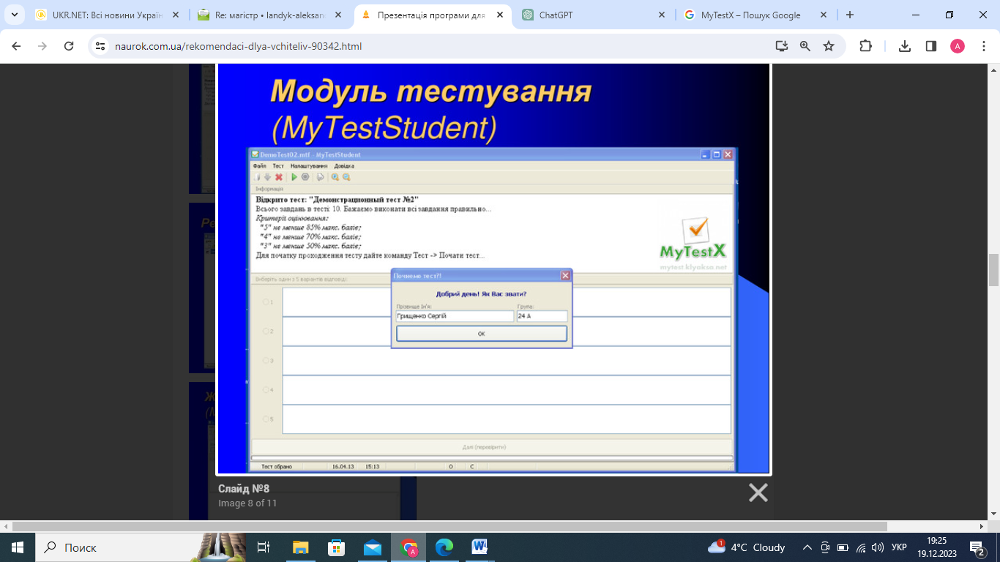 UKR.NET: Всі новини Україн
Re: магістр • landyk-aleksan
Презентація програми для
ChatGPT
MyTestX – Пошук Google
naurok.com.ua/rekomendaci-dlya-vchiteliv-90342.html
A
Модуль тестування
(MyTestStudent)
DemoTest02.mtf - MyTestStudent
Файл Тест Налаштування Довідка
Інформація
Відкрито тест: "Демонстрационный тест №2"
Всього завдань в тесті: 10. Бажаємо виконати всі завдання правильно...
Критерії оцінювання:
"5" не менше 85% макс. балів;
"4" не менше 70% макс. балів;
"3" не менше 50% макс. балів;
Для початку проходження тесту дайте команду Тест -> Почати тест...
MyTestX
mytest.klyaksa.net
Виберіть один з 5 варіантів відповіді:
Почнемо тест?!
Добрий день! Як Вас звати?
Прізвище Ім'я:
Група:
Грищенко Сергій
24 А
ОК
1
2
3
4
5
Далі (перевірити)
Тест обрано 16.04.13 15:13 О С
Слайд №8
Image 8 of 11
Поиск
1
4°C Cloudy
УКР
19:25
19.12.2023
2